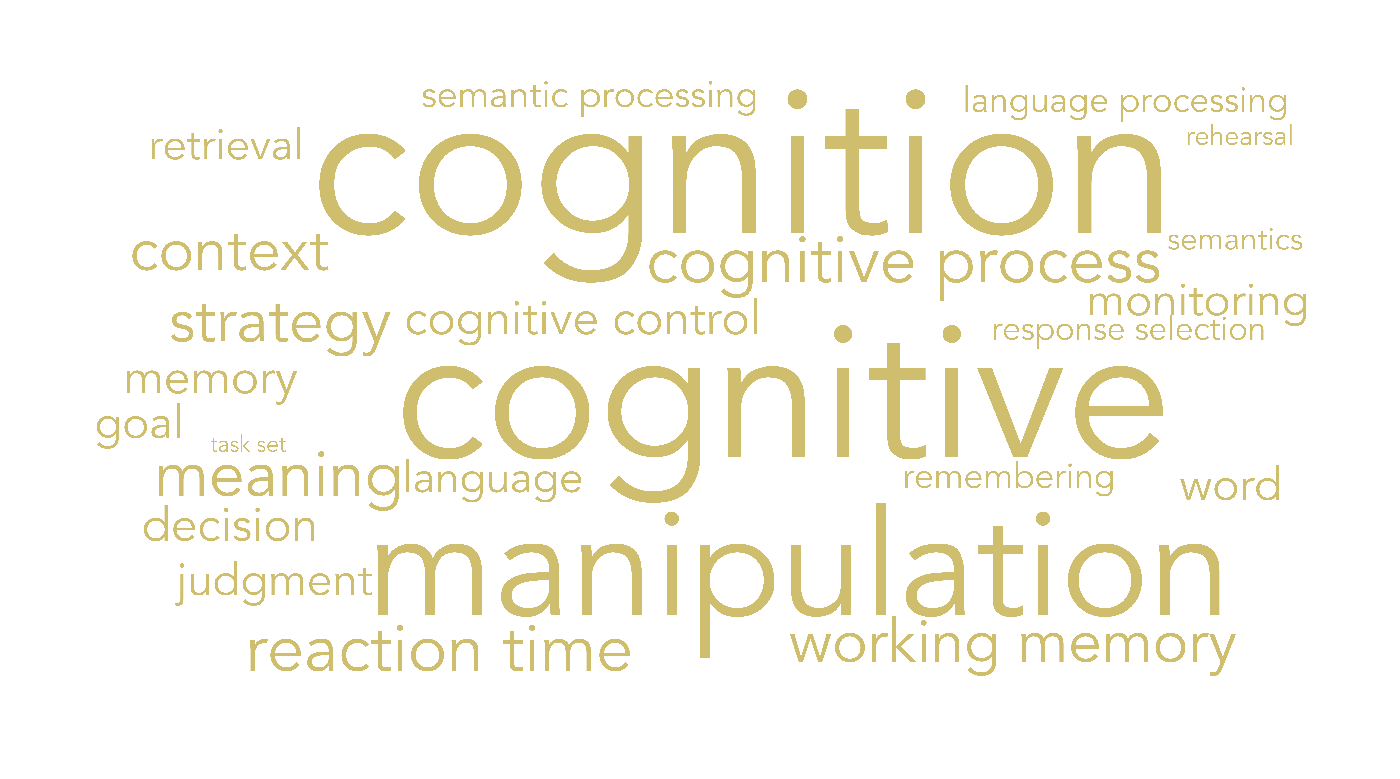 semantic processing
language processing
retrieval
cognition
rehearsal
context
cognitive process
semantics
strategy
cognitive control
monitoring
response selection
memory
cognitive
goal
task set
meaning
language
remembering
word
decision
manipulation
judgment
reaction time
working memory